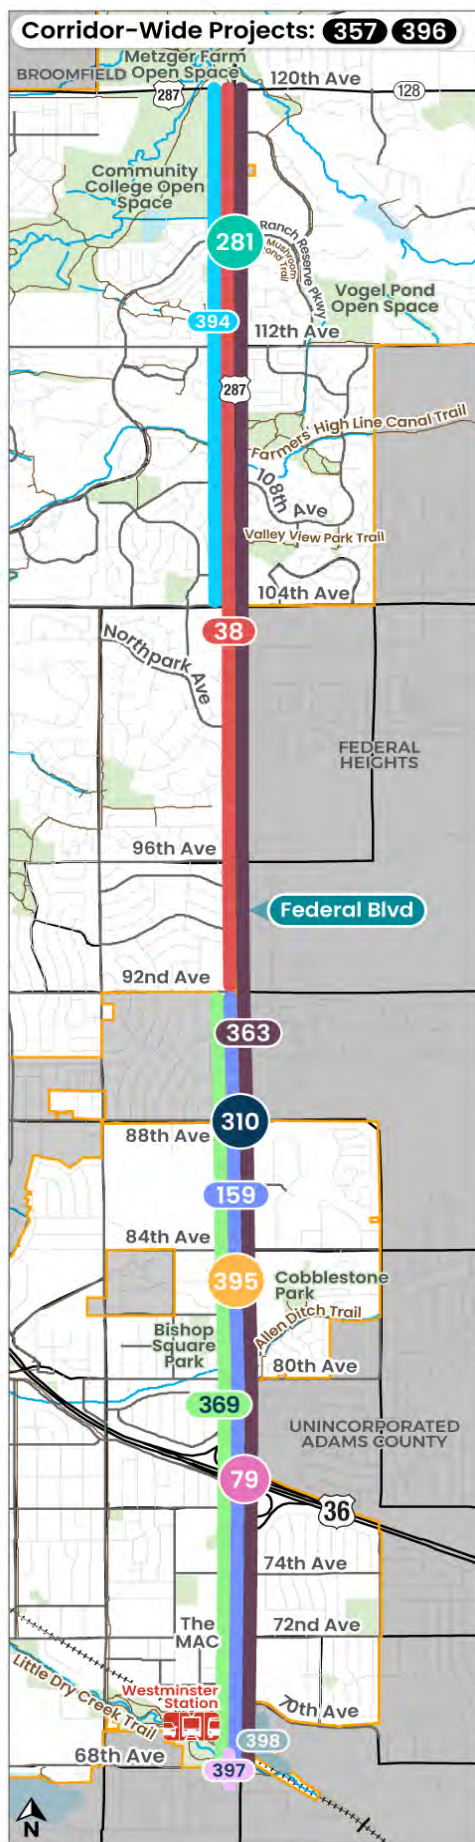 Corridor-Wide Projects: 357 396
Metzger Farm
Open Space
BROOMFIELD
120th Ave
287
128
Community
College Open
Space
281
Ranch Reserve Pkwy
Mushroom
Pond Trail
Vogel Pond
Open Space
394
112th Ave
287
Farmers' High Line Canal Trail
108th Ave
Valley View Park Trail
104th Ave
38
Northpark Ave
FEDERAL
HEIGHTS
96th Ave
Federal Blvd
92nd Ave
363
310
88th Ave
159
84th Ave
395
Cobblestone
Park
Allen Ditch Trail
Bishop
Square
Park
80th Ave
369
UNINCORPORATED
ADAMS COUNTY
79
36
74th Ave
The
MAC
72nd Ave
Little Dry Creek Trail
Westminster
Station
70th Ave
398
68th Ave
397
N